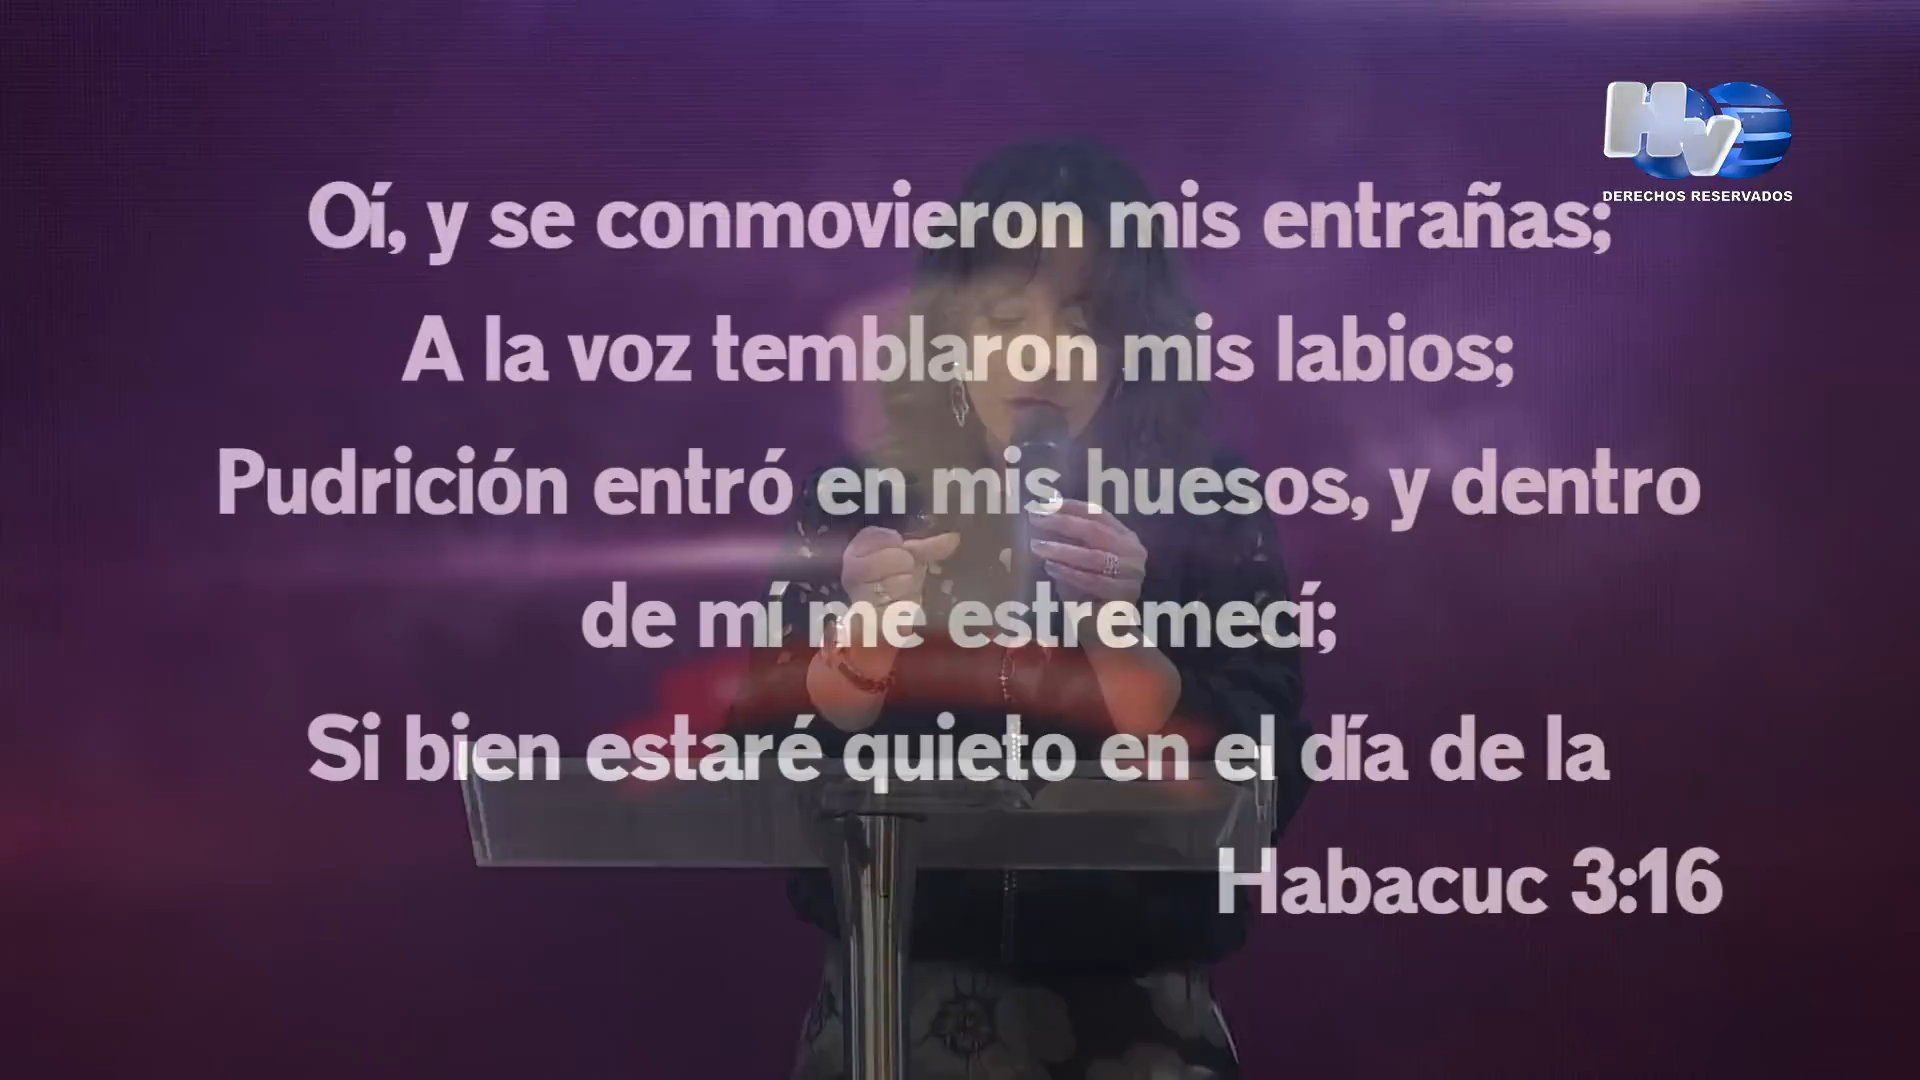 HV
DERECHOS RESERVADOS
Oí, y se conmovieron mis entrañas;
A la voz temblaron mis labios;
Pudrición entró en mis huesos, y dentro
de mí me estremecí;
Si bien estaré quieto en el día de la
Habacuc 3:16